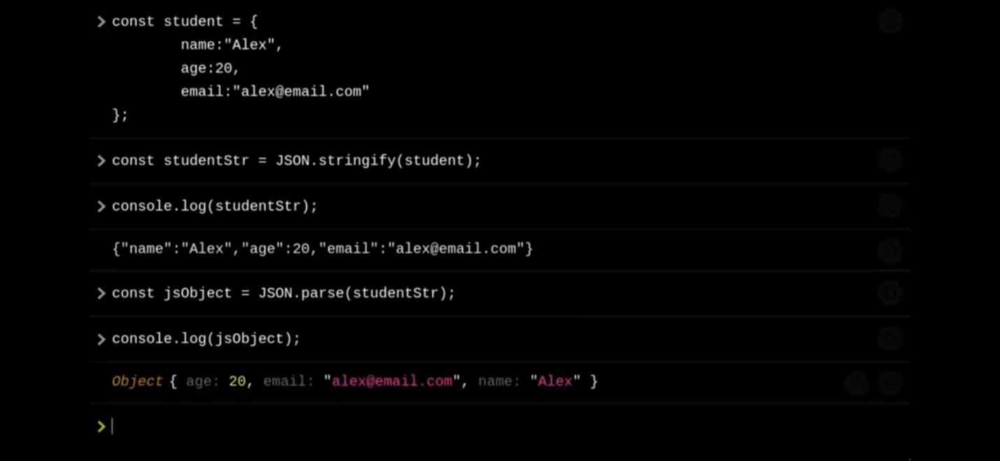 > const student = {
name:"Alex",
age:20,
email:"alex@email.com"
};
> const studentStr = JSON.stringify(student);
> console.log(studentStr);
{"name":"Alex","age":20,"email":"alex@email.com"}
> const jsObject = JSON.parse(studentStr);
> console.log(jsObject);
Object { age: 20, email: "alex@email.com", name: "Alex" }
>